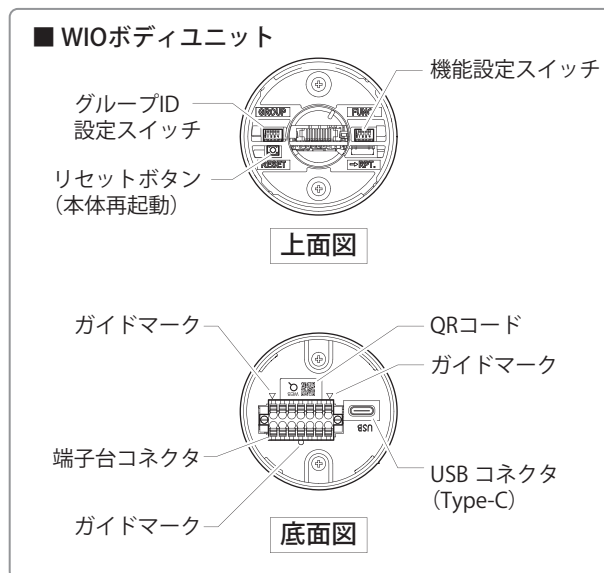 ■ WIOボディユニット
機能設定スイッチ
グループID
設定スイッチ
GROUP
FUNC
リセットボタン
（本体再起動）
RESET
⇨RPT.
上面図
ガイドマーク
QRコード
ガイドマーク
WEB
USB
端子台コネクタ
USB コネクタ
（Type-C）
ガイドマーク
底面図